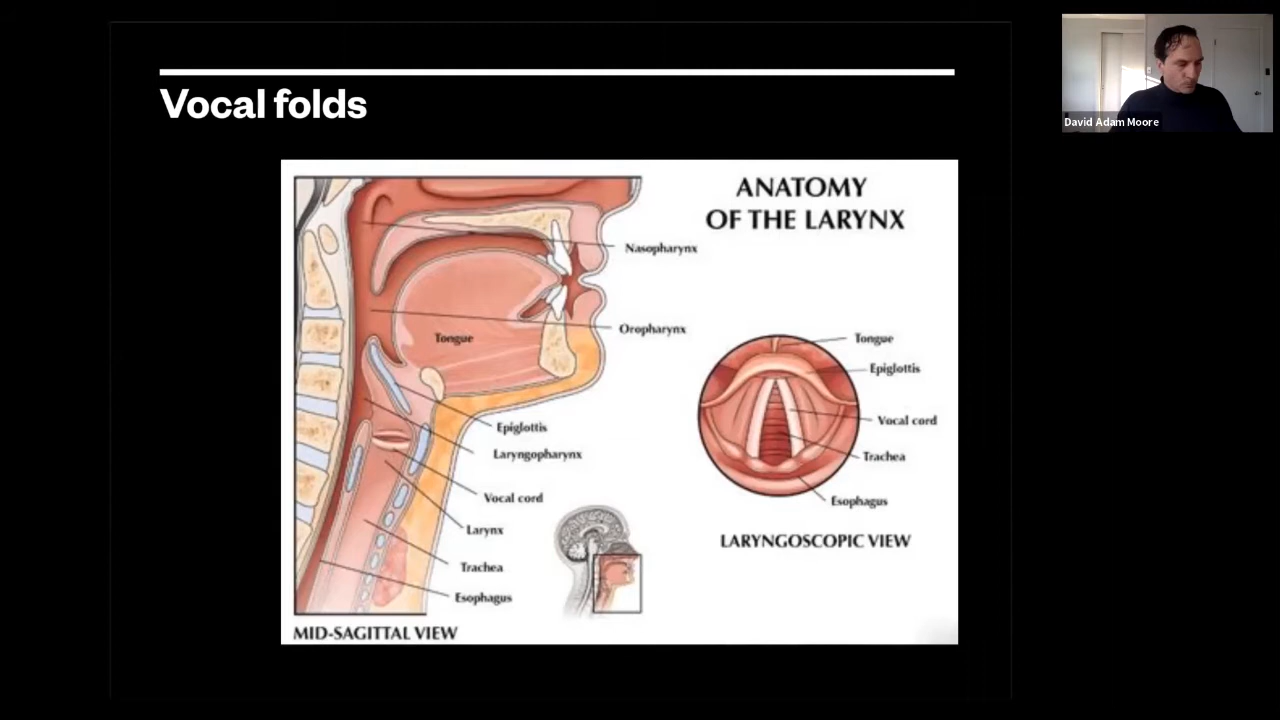 Vocal folds
ANATOMY
OF THE LARYNX
Nasopharynx
Oropharynx
Tongue
Epiglottis
Laryngopharynx
Vocal cord
Larynx
Trachea
Esophagus
MID-SAGITTAL VIEW
Tongue
Epiglottis
Vocal cord
Trachea
Esophagus
LARYNGOSCOPIC VIEW
David Adam Moore